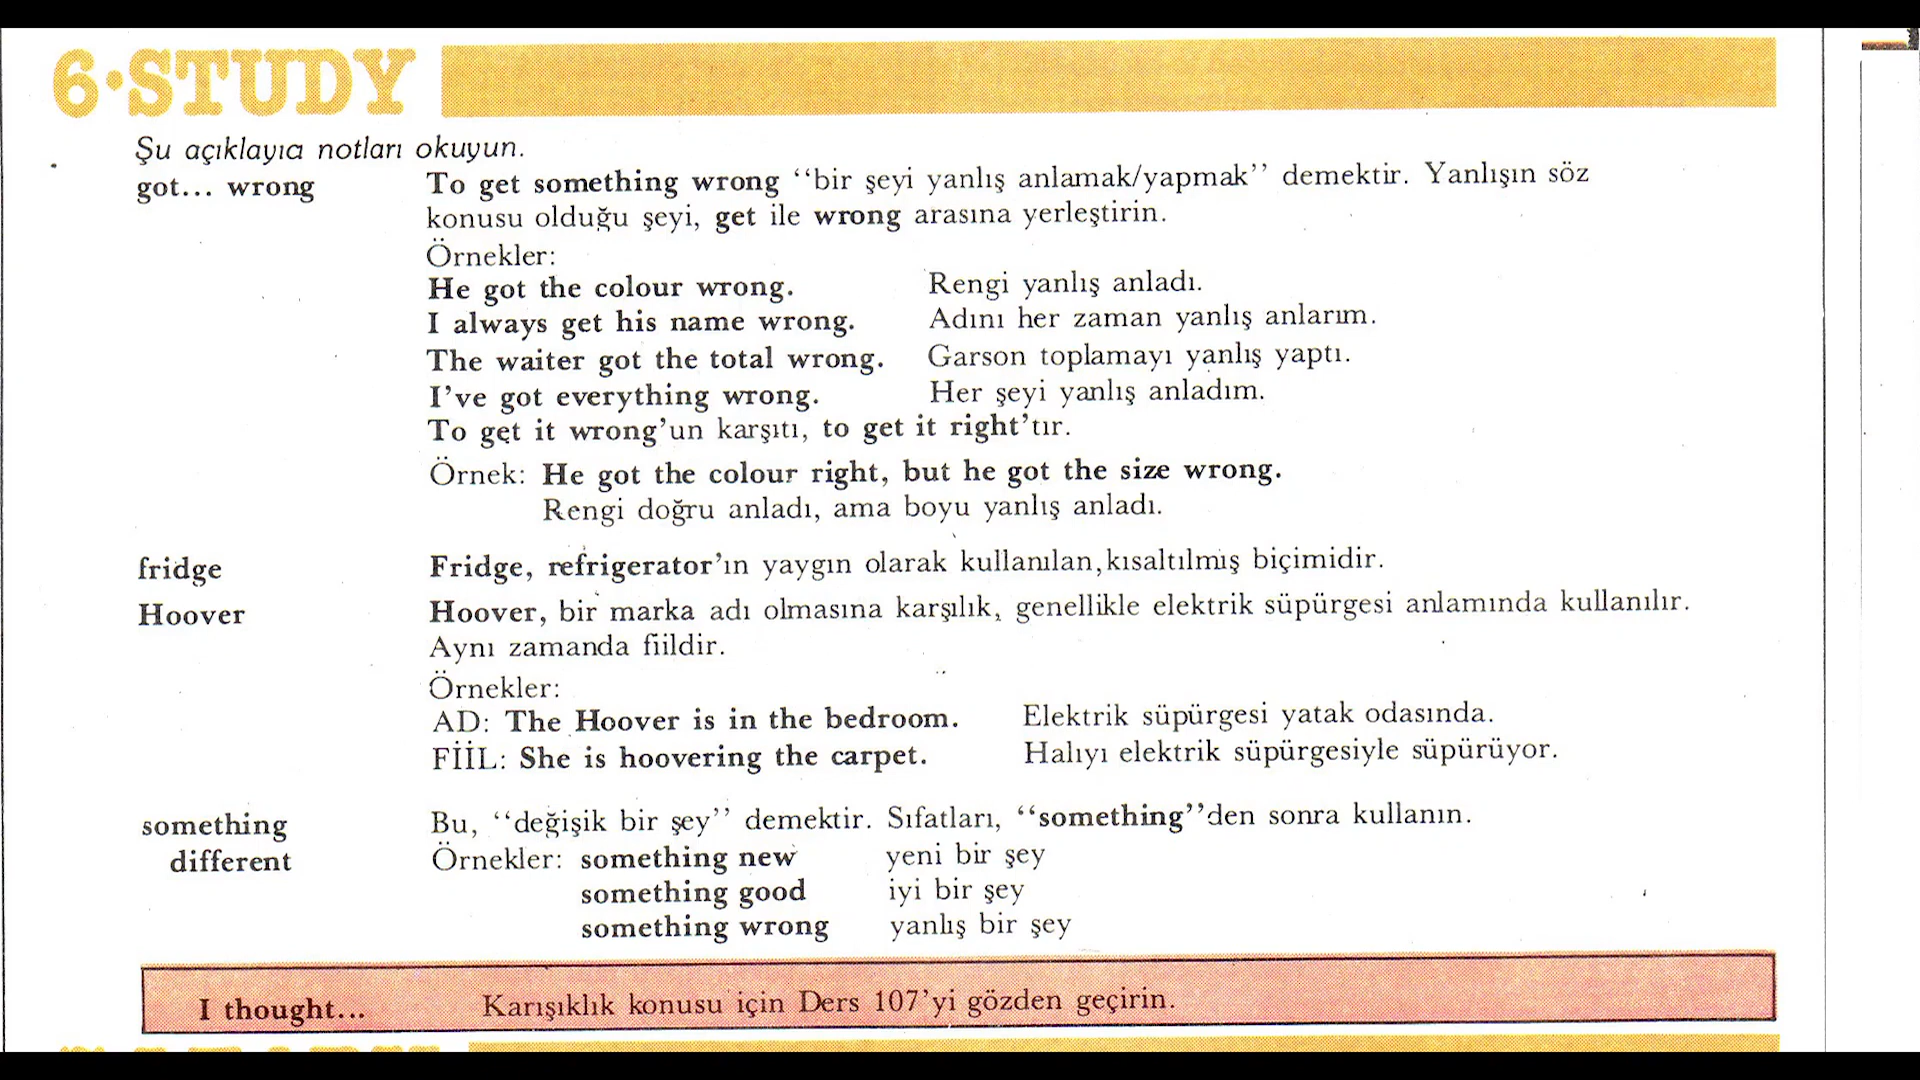 6·STUDY
Şu açıklayıcı notları okuyun.
got... wrong To get something wrong ‘‘bir şeyi yanlış anlamak/yapmak’’ demektir. Yanlışın söz
konusu olduğu şeyi, get ile wrong arasına yerleştirin.
Örnekler:
He got the colour wrong. Rengi yanlış anladı.
I always get his name wrong. Adını her zaman yanlış anlarım.
The waiter got the total wrong. Garson toplamayı yanlış yaptı.
I’ve got everything wrong. Her şeyi yanlış anladım.
To get it wrong’un karşıtı, to get it right’tır.
Örnek: He got the colour right, but he got the size wrong.
Rengi doğru anladı, ama boyu yanlış anladı.
fridge Fridge, refrigerator’ın yaygın olarak kullanılan, kısaltılmış biçimidir.
Hoover Hoover, bir marka adı olmasına karşılık, genellikle elektrik süpürgesi anlamında kullanılır.
Aynı zamanda fiildir.
Örnekler:
AD: The Hoover is in the bedroom. Elektrik süpürgesi yatak odasında.
FİİL: She is hoovering the carpet. Halıyı elektrik süpürgesiyle süpürüyor.
something Bu, ‘‘değişik bir şey’’ demektir. Sıfatları, ‘‘something’’den sonra kullanın.
different Örnekler: something new yeni bir şey
something good iyi bir şey
something wrong yanlış bir şey
I thought... Karışıklık konusu için Ders 107’yi gözden geçirin.